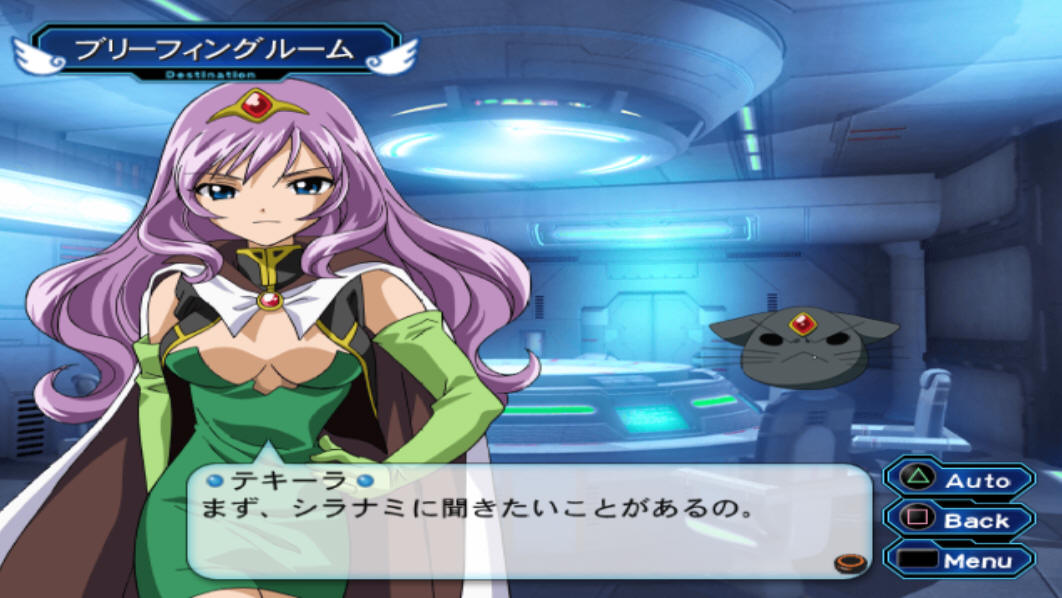 ブリーフィングルーム
Destination
テキーラ
まず、シラナミに聞きたいことがあるの。
Auto
Back
Menu